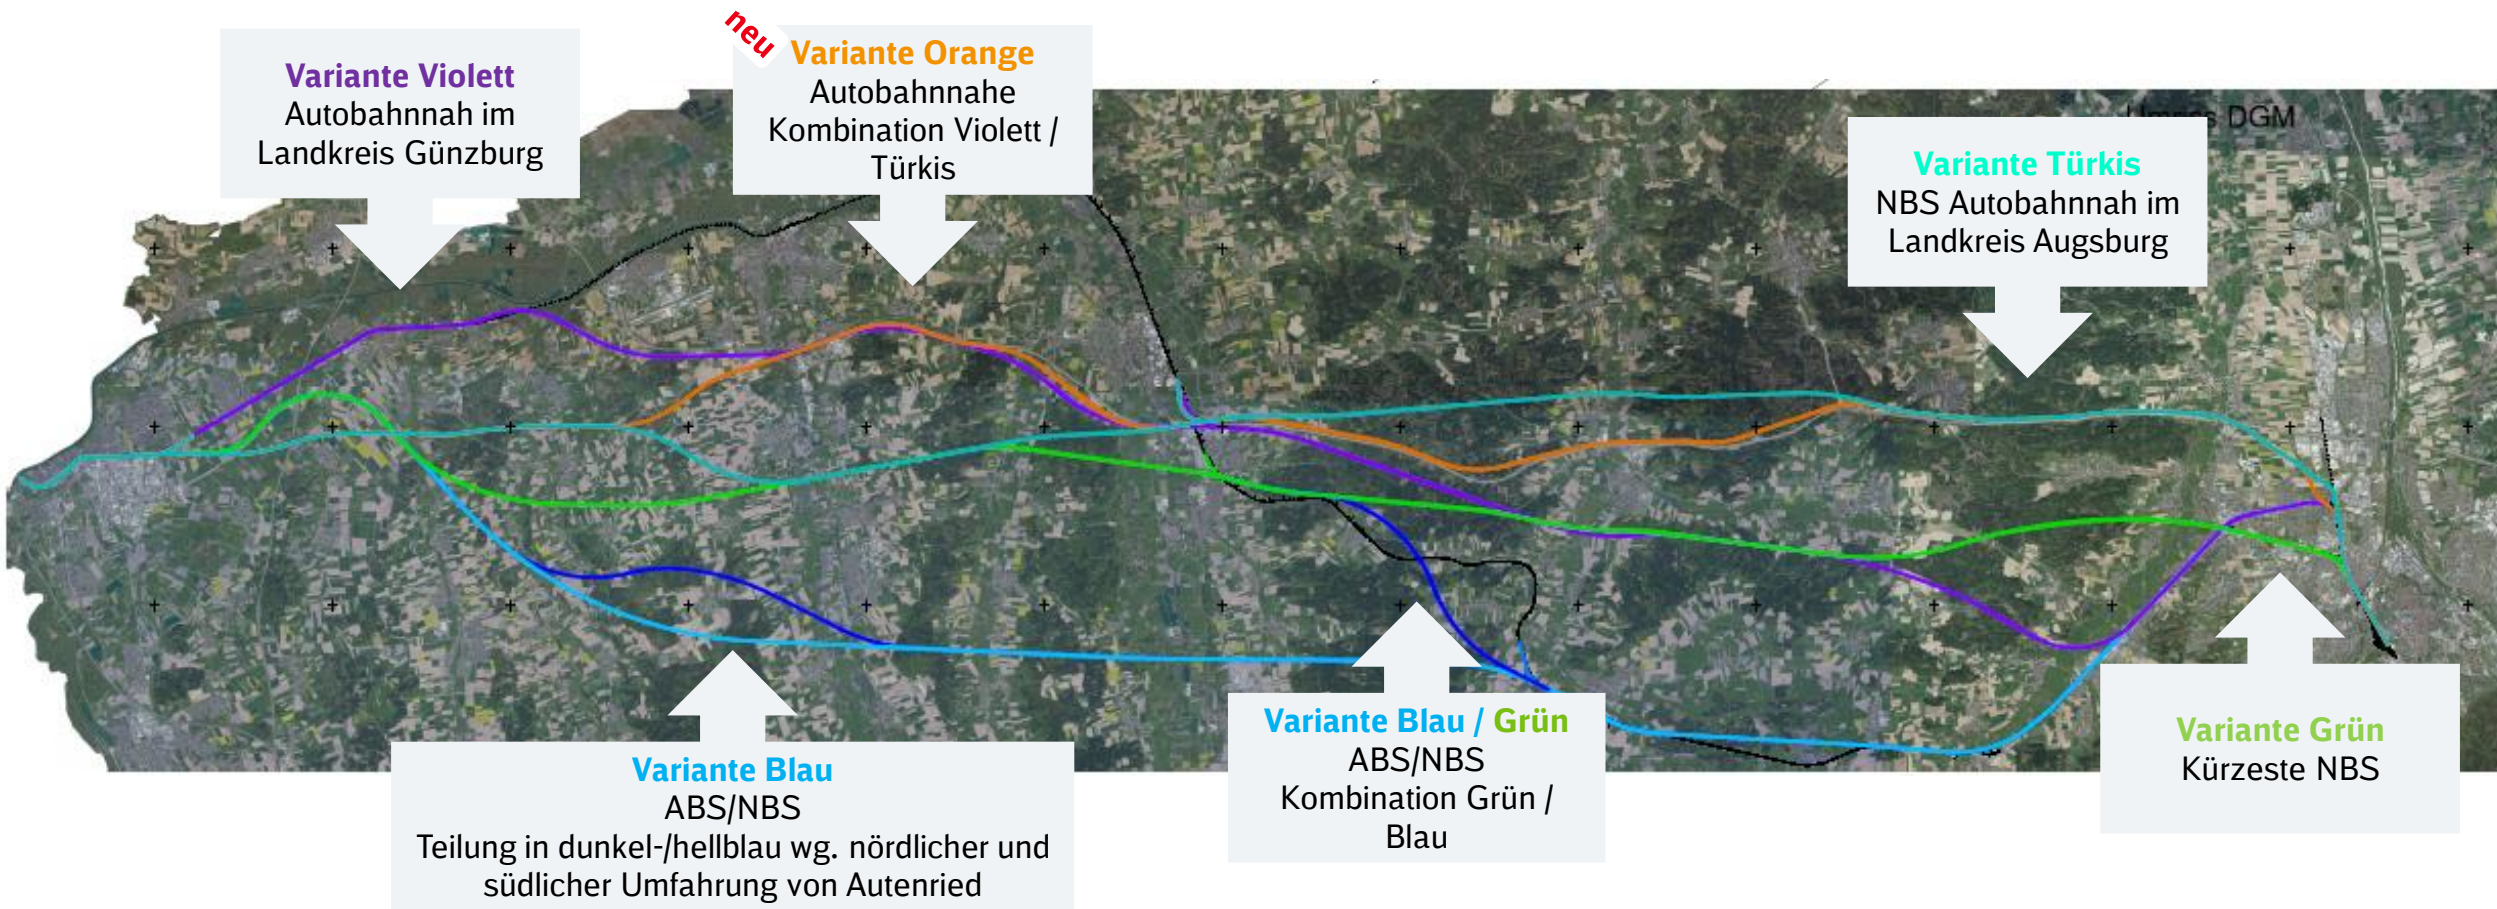 Variante Violett
Autobahnnah im
Landkreis Günzburg
neu
Variante Orange
Autobahnnahe
Kombination Violett /
Türkis
DGM
Variante Türkis
NBS Autobahnnah im
Landkreis Augsburg
Variante Blau
ABS/NBS
Teilung in dunkel-/hellblau wg. nördlicher und
südlicher Umfahrung von Autenried
Variante Blau / Grün
ABS/NBS
Kombination Grün /
Blau
Variante Grün
Kürzeste NBS